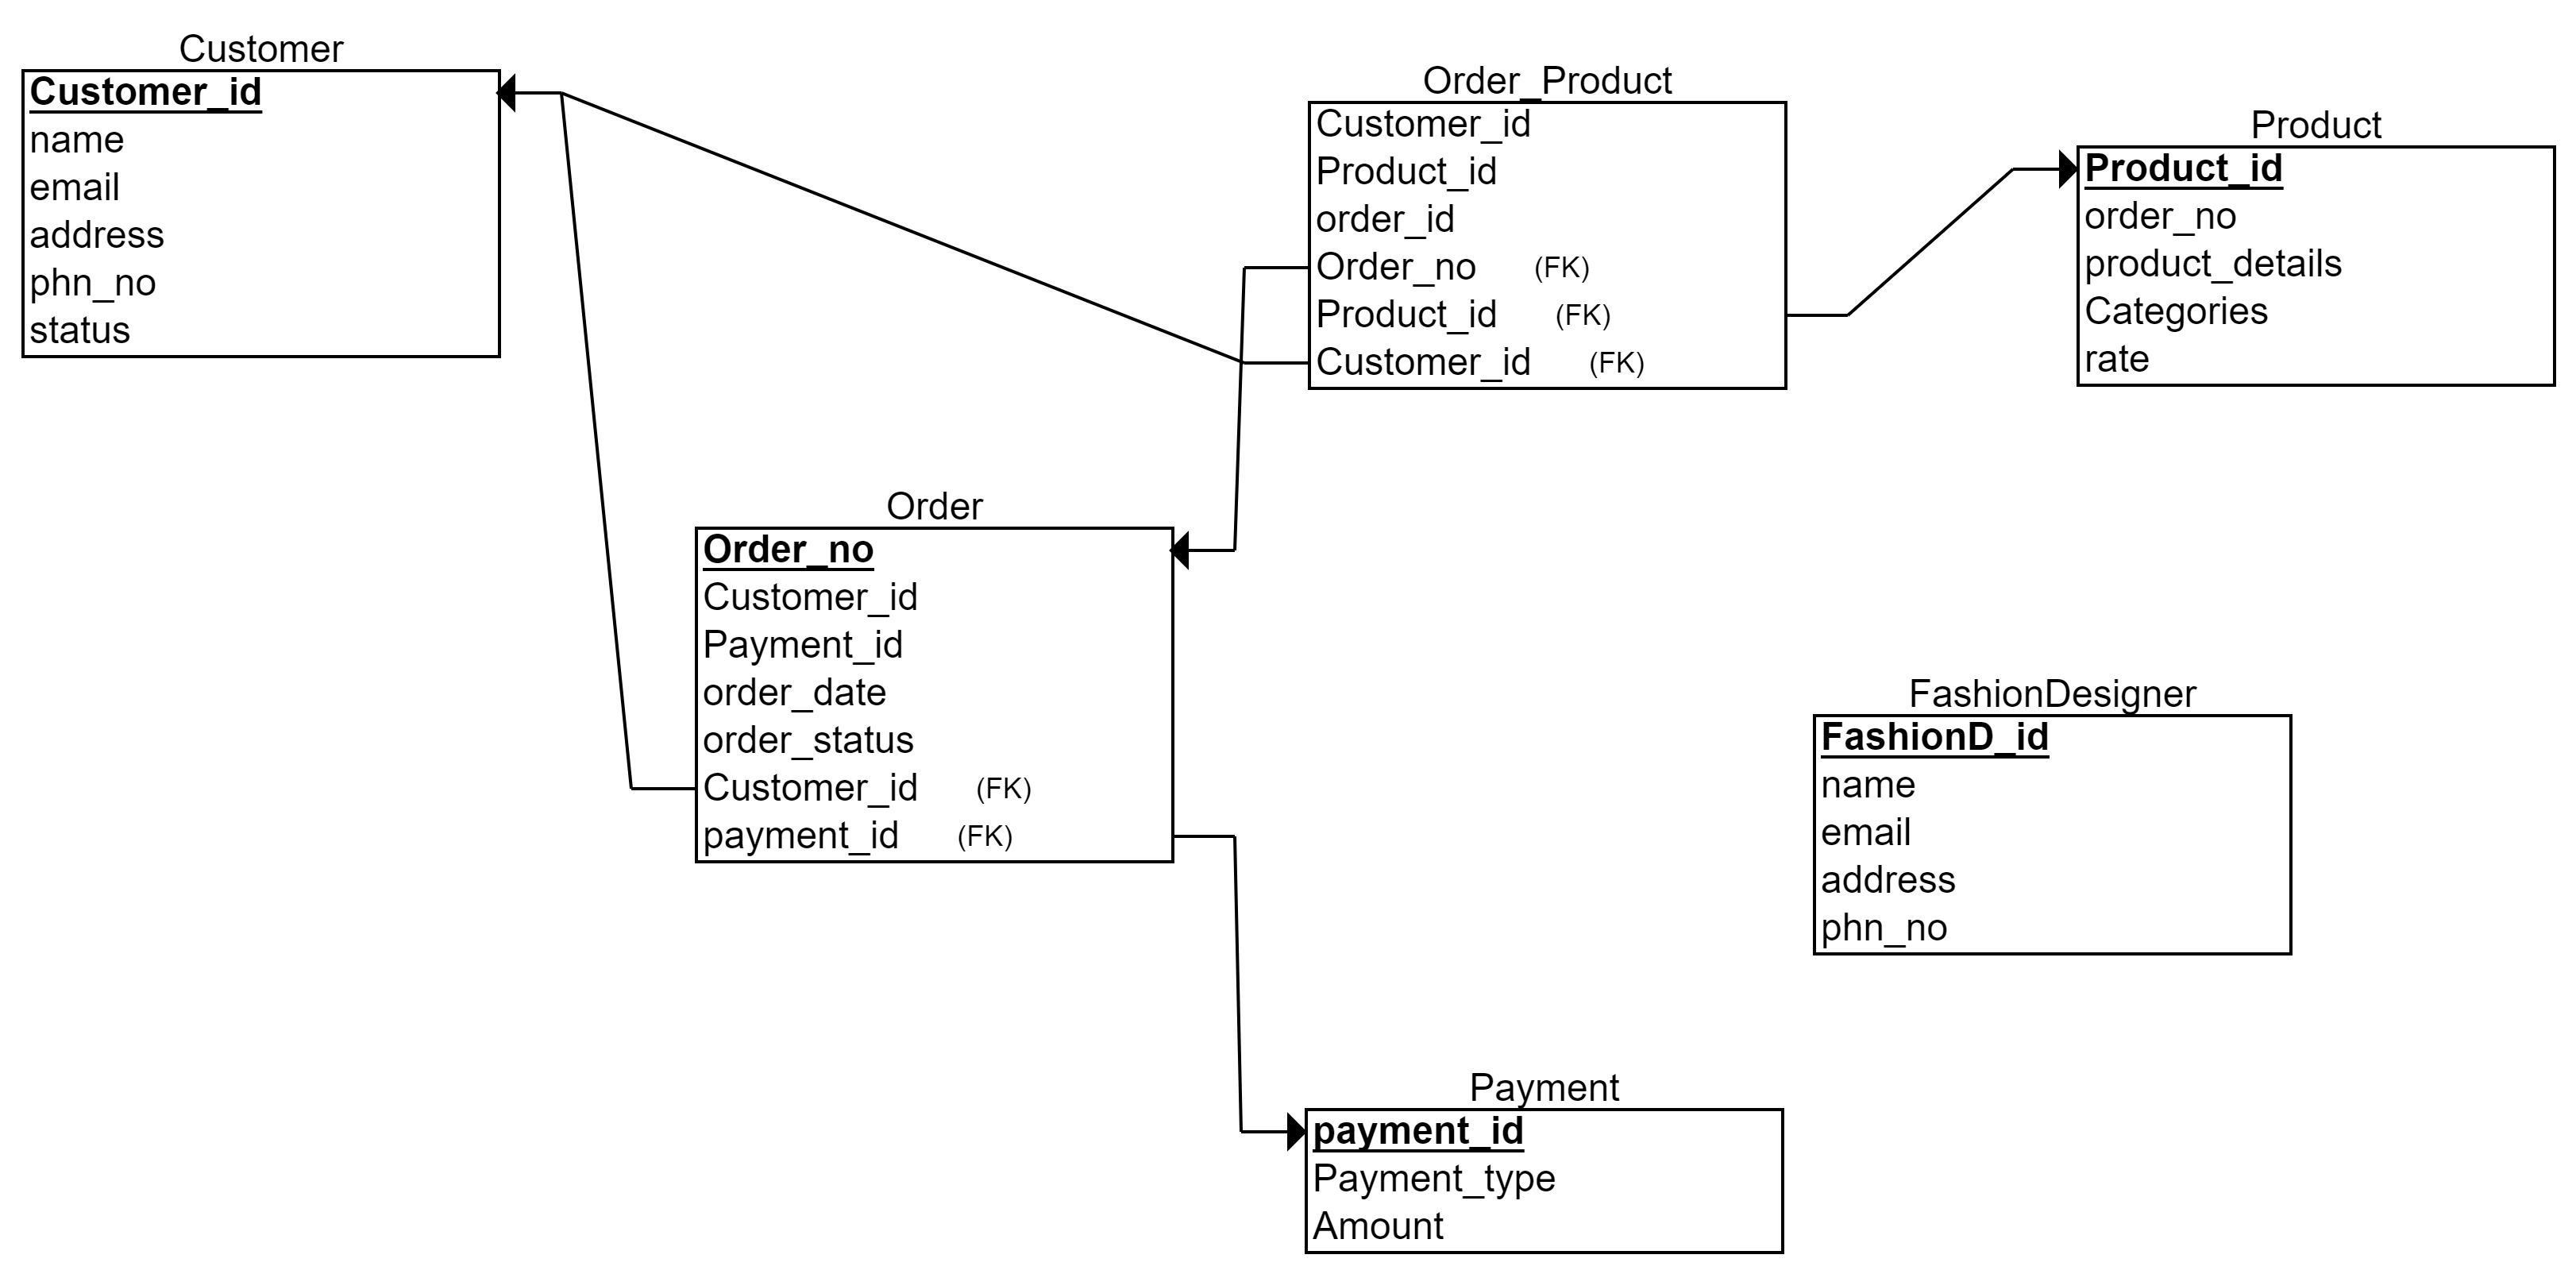 Customer
Customer_id
name
email
address
phn_no
status
Order_Product
Customer_id
Product_id
order_id
Order_no (FK)
Product_id (FK)
Customer_id (FK)
Product
Product_id
order_no
product_details
Categories
rate
Order
Order_no
Customer_id
Payment_id
order_date
order_status
Customer_id (FK)
payment_id (FK)
FashionDesigner
FashionD_id
name
email
address
phn_no
Payment
payment_id
Payment_type
Amount